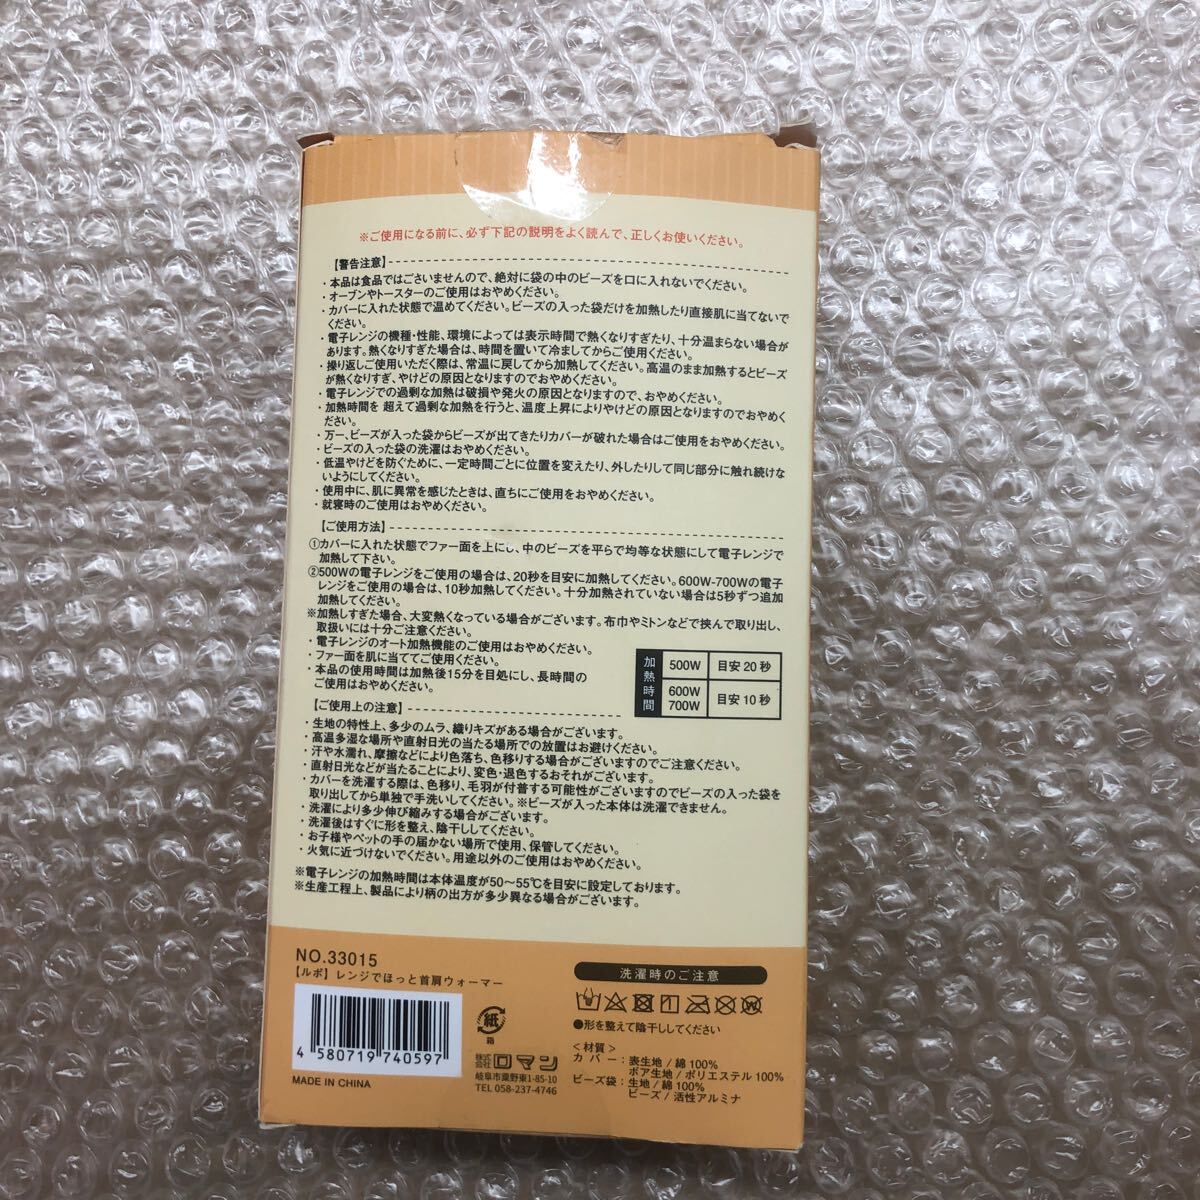 ※ご使用になる前に、必ず下記の説明をよく読んで、正しくお使いください。
【警告注意】
・本品は食品ではございませんので、絶対に袋の中のビーズを口に入れないでください。
・オーブンやトースターのご使用はおやめください。
・カバーに入れた状態で温めてください。ビーズの入った袋だけを加熱したり直接肌に当てないで
ください。
・電子レンジの機種・性能、環境によっては表示時間で熱くなりすぎたり、十分温まらない場合が
あります。熱くなりすぎた場合は、時間を置いて冷ましてからご使用ください。
・繰り返しご使用いただく際は、常温に戻してから加熱してください。高温のまま加熱するとビーズ
が熱くなりすぎ、やけどの原因となりますのでおやめください。
・電子レンジでの過剰な加熱は破損や発火の原因となりますので、おやめください。
・加熱時間を 超えて過剰な加熱を行うと、温度上昇によりやけどの原因となりますのでおやめく
ださい。
・万一、ビーズが入った袋からビーズが出てきたりカバーが破れた場合はご使用をおやめください。
・ビーズの入った袋の洗濯はおやめください。
・低温やけどを防ぐために、一定時間ごとに位置を変えたり、外したりして同じ部分に触れ続けな
いようにしてください。
・使用中に、肌に異常を感じたときは、直ちにご使用をおやめください。
・就寝時のご使用はおやめください。
【ご使用方法】
①カバーに入れた状態でファー面を上にし、中のビーズを平らで均等な状態にして電子レンジで
加熱して下さい。
②500Wの電子レンジをご使用の場合は、20秒を目安に加熱してください。600W-700Wの電子
レンジをご使用の場合は、10秒加熱してください。十分加熱されていない場合は5秒ずつ追加
加熱してください。
※加熱しすぎた場合、大変熱くなっている場合がございます。布巾やミトンなどで挟んで取り出し、
取扱いには十分ご注意ください。
・電子レンジのオート加熱機能のご使用はおやめください。
・ファー面を肌に当ててご使用ください。
・本品の使用時間は加熱後15分を目処にし、長時間の
ご使用はおやめください。
加熱時間
500W 目安 20 秒
600W
700W 目安 10 秒
【ご使用上の注意】
・生地の特性上、多少のムラ、織りキズがある場合がございます。
・高温多湿な場所や直射日光の当たる場所での放置はお避けください。
・汗や水濡れ、摩擦などにより色落ち、色移りする場合がございますのでご注意ください。
・直射日光などが当たることにより、変色・退色するおそれがございます。
・カバーを洗濯する際は、色移り、毛羽が付着する可能性がございますのでビーズの入った袋を
取り出してから単独で手洗いしてください。※ビーズが入った本体は洗濯できません。
・洗濯により多少伸び縮みする場合がございます。
・洗濯後はすぐに形を整え、陰干ししてください。
・お子様やペットの手の届かない場所で使用、保管してください。
・火気に近づけないでください。用途以外のご使用はおやめください。
※電子レンジの加熱時間は本体温度が50～55℃を目安に設定しております。
※生産工程上、製品により柄の出方が多少異なる場合がございます。
NO.33015
【ルポ】レンジでほっと首肩ウォーマー
4 580719 740597
MADE IN CHINA
紙
箱
株式会社 ロマン
岐阜市粟野東1-85-10
TEL 058-237-4746
洗濯時のご注意
●形を整えて陰干ししてください
＜材質＞
カバー：表生地 / 綿 100%
ボア生地 / ポリエステル 100%
ビーズ袋：生地 / 綿 100%
ビーズ / 活性アルミナ